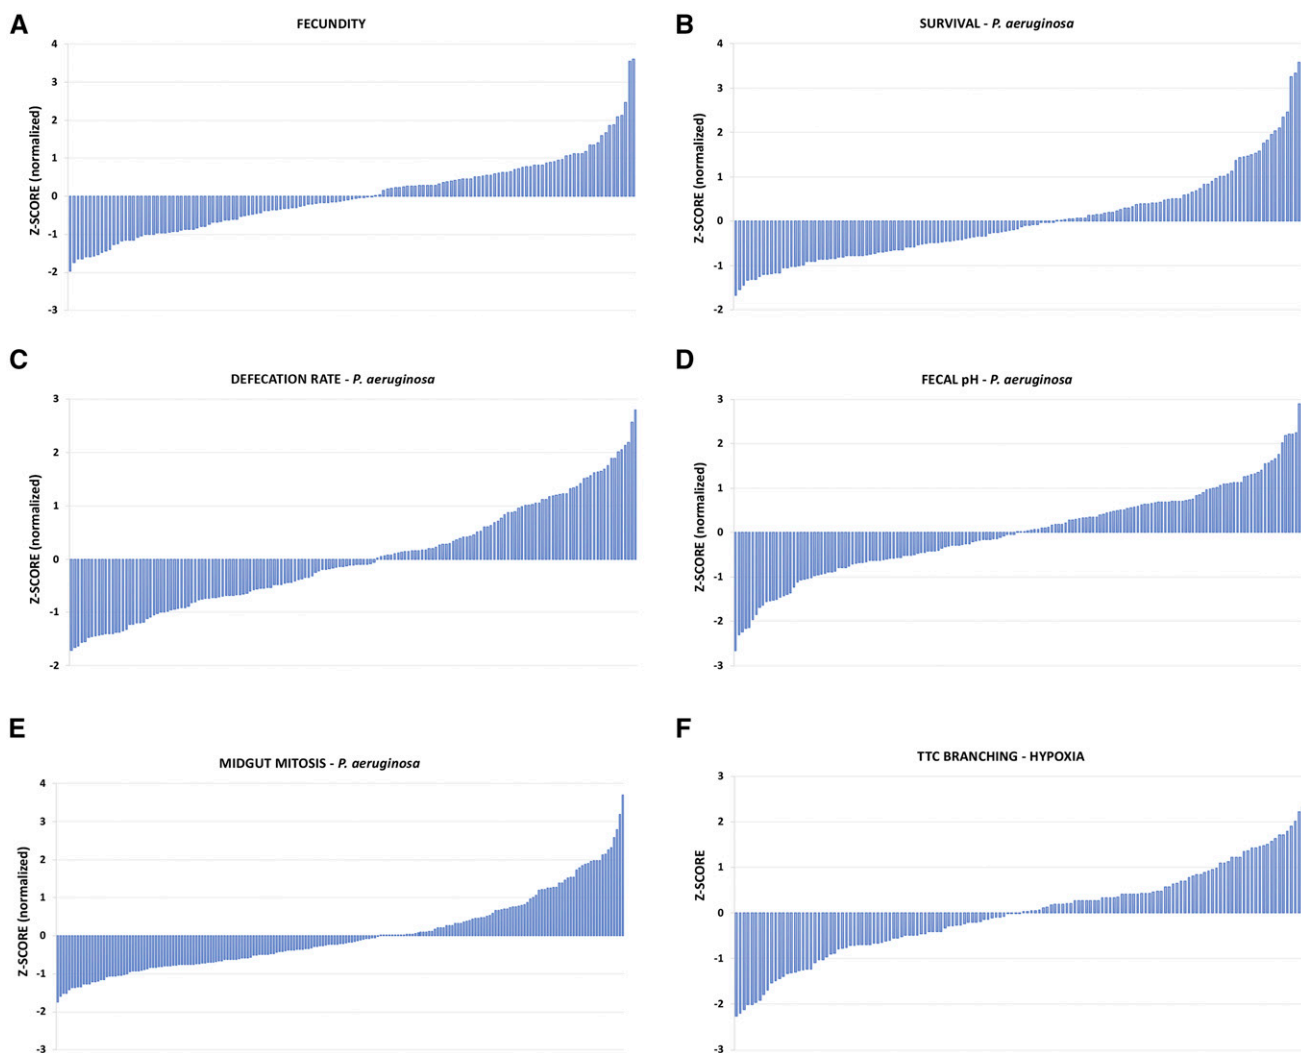 A
FECUNDITY
Z-SCORE (normalized)
4
3
2
1
0
-1
-2
-3
B
SURVIVAL - P. aeruginosa
Z-SCORE (normalized)
4
3
2
1
0
-1
-2
C
DEFECATION RATE - P. aeruginosa
Z-SCORE (normalized)
3
2
1
0
-1
-2
D
FECAL pH - P. aeruginosa
Z-SCORE (normalized)
3
2
1
0
-1
-2
-3
E
MIDGUT MITOSIS - P. aeruginosa
Z-SCORE (normalized)
4
3
2
1
0
-1
-2
-3
F
TTC BRANCHING - HYPOXIA
Z-SCORE
3
2
1
0
-1
-2
-3